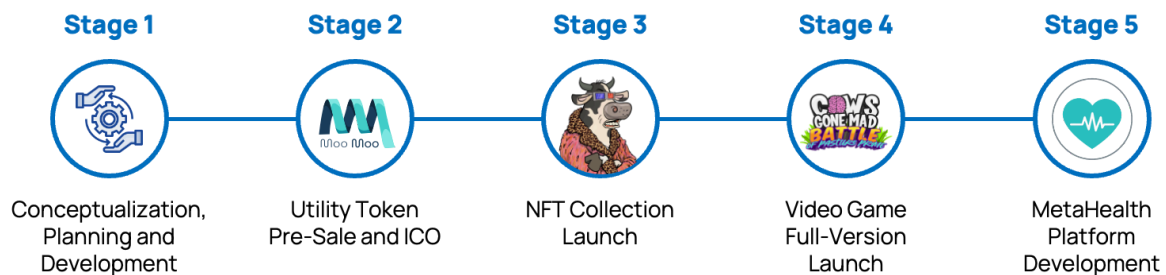 Stage 1
Stage 2
Stage 3
Stage 4
Stage 5
Moo Moo
COWS
GONE MAD
BATTLE
Conceptualization,
Planning and
Development
Utility Token
Pre-Sale and ICO
NFT Collection
Launch
Video Game
Full-Version
Launch
MetaHealth
Platform
Development